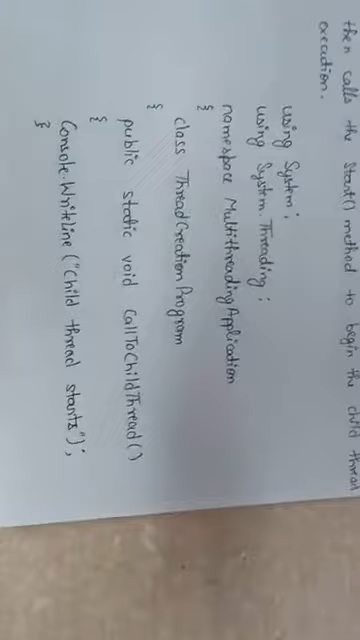 then calls the Start() method to begin the child thread
execution.
using System;
using System.Threading;
namespace MultithreadingApplication
{
class ThreadCreationProgram
{
public static void CallToChildThread()
{
Console.WriteLine("Child thread starts");
}